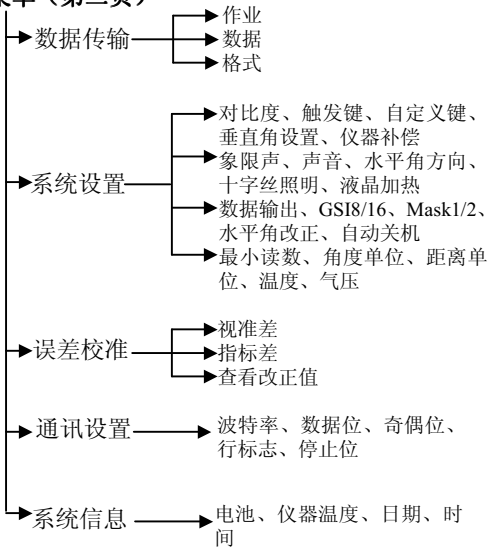 菜单（第二页）
数据传输
作业
数据
格式
系统设置
对比度、触发键、自定义键、
垂直角设置、仪器补偿
象限声、声音、水平角方向、
十字丝照明、液晶加热
数据输出、GSI8/16、Mask1/2、
水平角改正、自动关机
最小读数、角度单位、距离单
位、温度、气压
误差校准
视准差
指标差
查看改正值
通讯设置
波特率、数据位、奇偶位、
行标志、停止位
系统信息
电池、仪器温度、日期、时
间